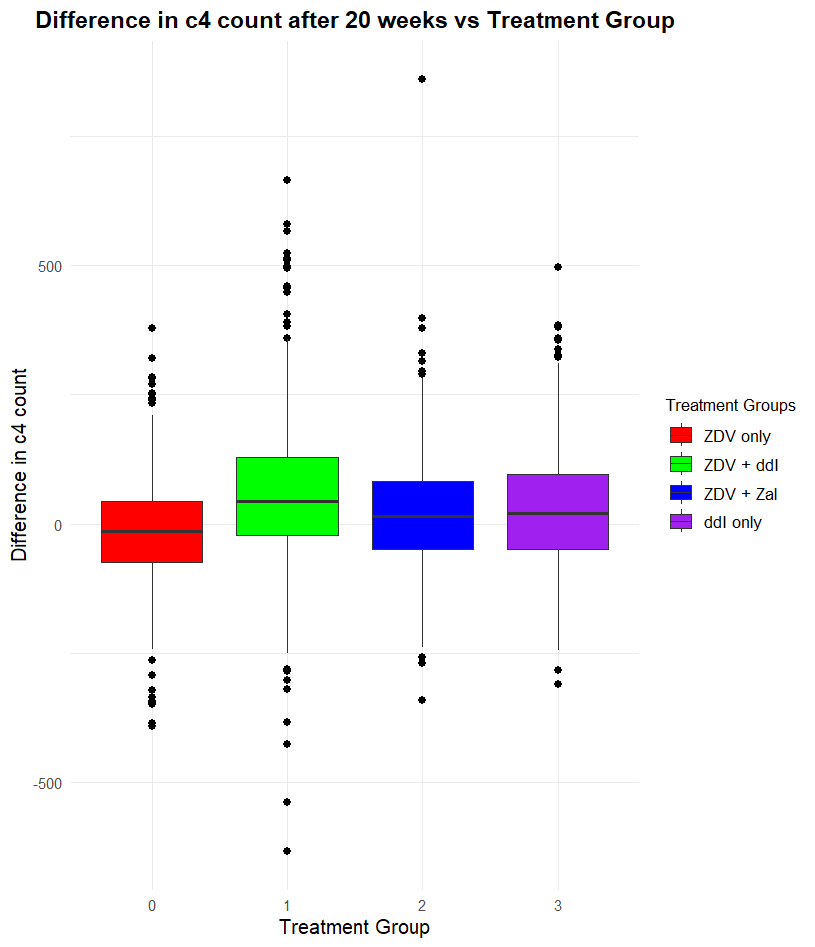 Difference in c4 count after 20 weeks vs Treatment Group
Difference in c4 count
500
0
-500
0
1
2
3
Treatment Group
Treatment Groups
ZDV only
ZDV + ddI
ZDV + Zal
ddI only